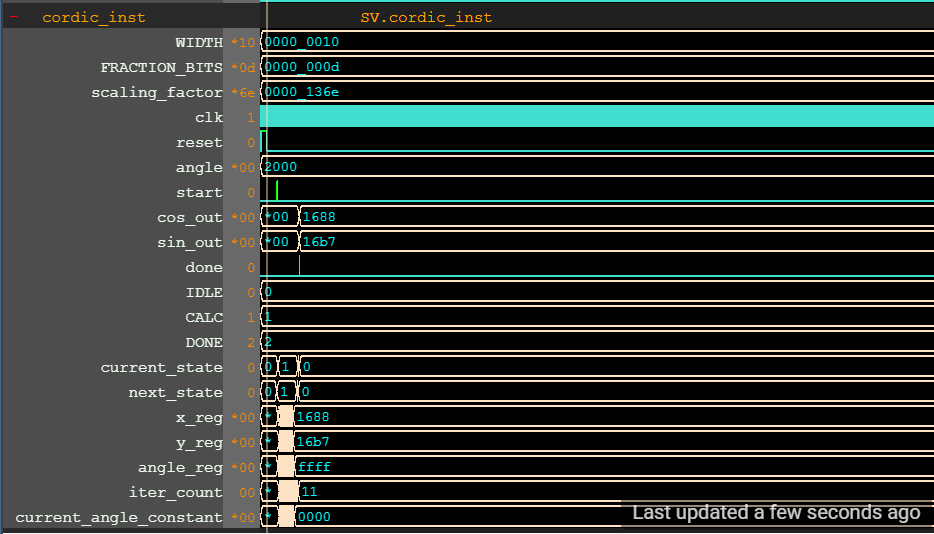 cordic_inst SV.cordic_inst
WIDTH *10 0000_0010
FRACTION_BITS *0d 0000_000d
scaling_factor *6e 0000_136e
clk 1
reset 0
angle *00 2000
start 0
cos_out *00 *00 1688
sin_out *00 *00 16b7
done 0
IDLE 0 0
CALC 1 1
DONE 2 2
current_state 0 0 1 0
next_state 0 0 1 0
x_reg *00 * 1688
y_reg *00 * 16b7
angle_reg *00 * ffff
iter_count 00 * 11
current_angle_constant *00 * 0000
Last updated a few seconds ago